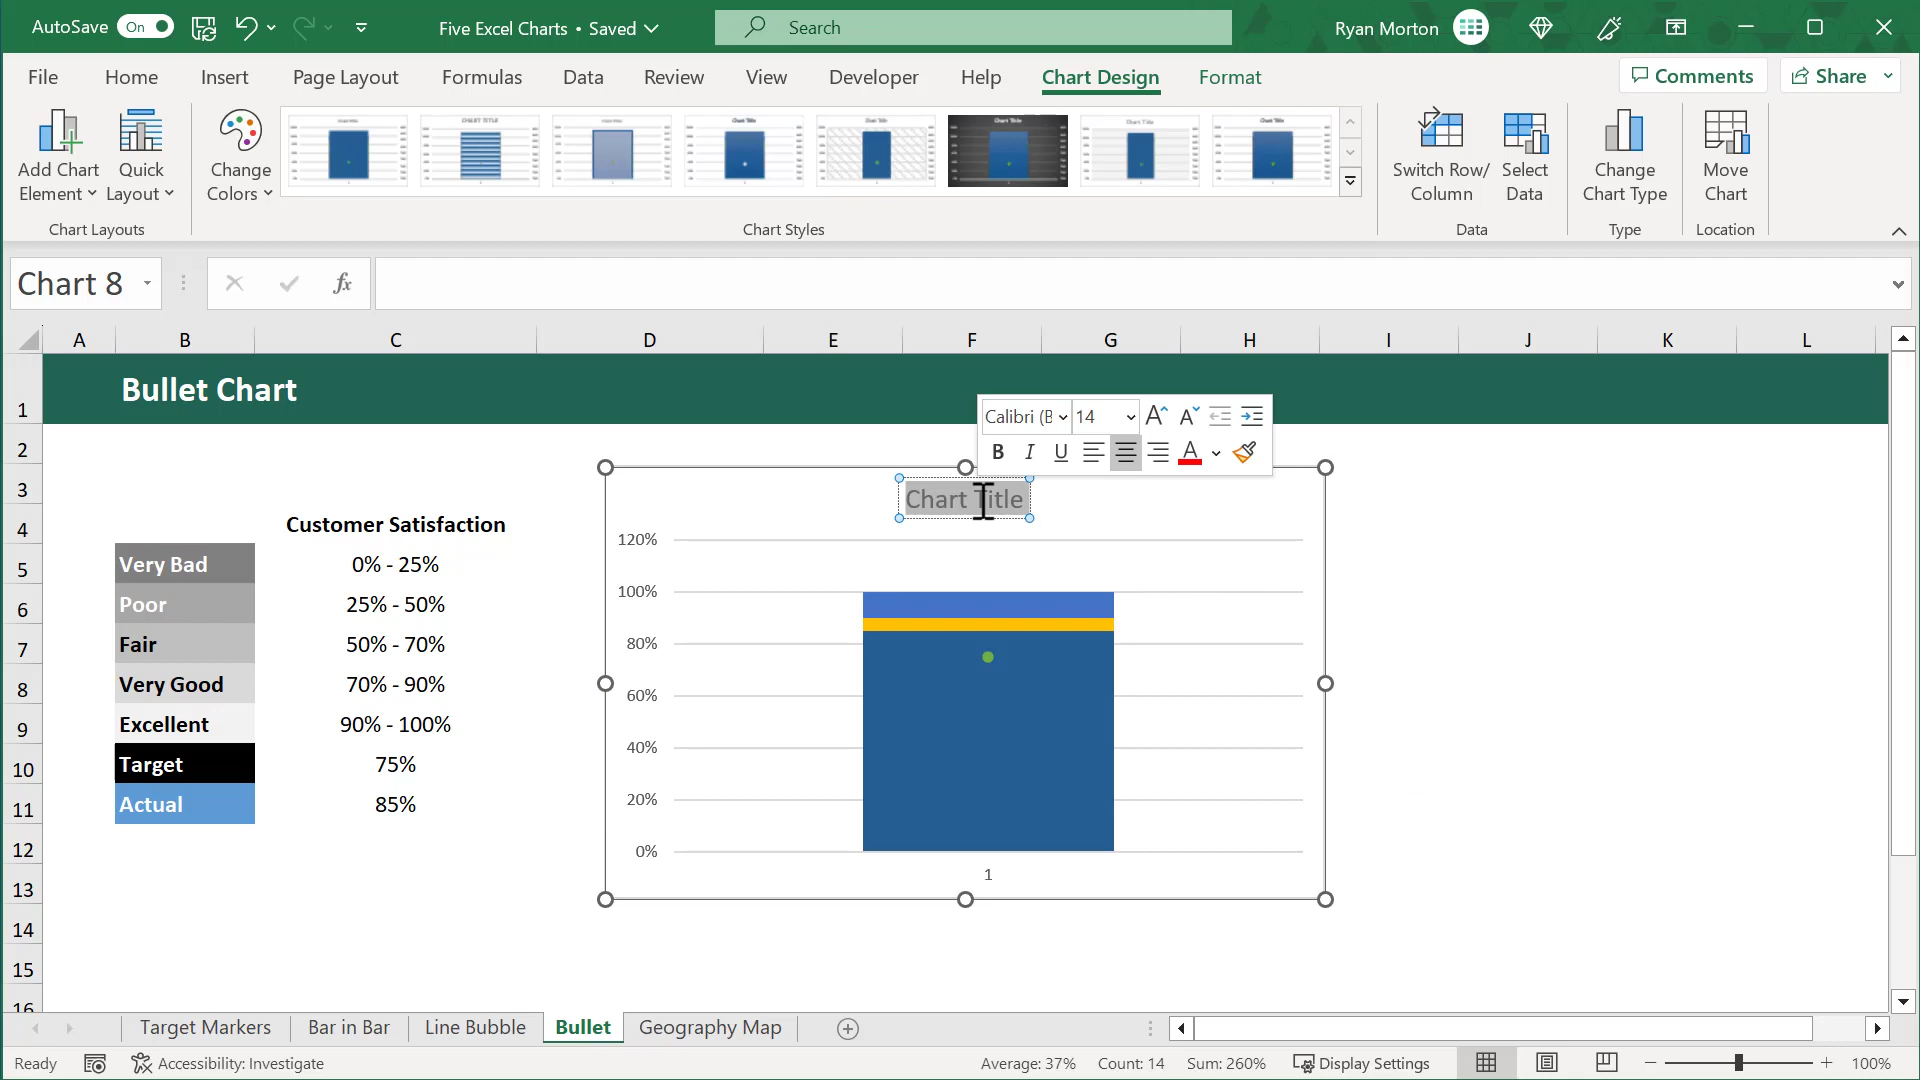 AutoSave On
Five Excel Charts • Saved
Search
Ryan Morton
File Home Insert Page Layout Formulas Data Review View Developer Help Chart Design Format
Comments Share
Add Chart Element
Quick Layout
Change Colors
Switch Row/ Column
Select Data
Change Chart Type
Move Chart
Chart Layouts
Chart Styles
Data
Type
Location
Chart 8
fx
A B C D E F G H I J K L
1
2
3
4
5
6
7
8
9
10
11
12
13
14
15
16
Bullet Chart
Calibri (B 14
B I U
Customer Satisfaction
Very Bad 0% - 25%
Poor 25% - 50%
Fair 50% - 70%
Very Good 70% - 90%
Excellent 90% - 100%
Target 75%
Actual 85%
Chart Title
120%
100%
80%
60%
40%
20%
0%
1
Target Markers Bar in Bar Line Bubble Bullet Geography Map
Ready
Accessibility: Investigate
Average: 37% Count: 14 Sum: 260%
Display Settings
100%